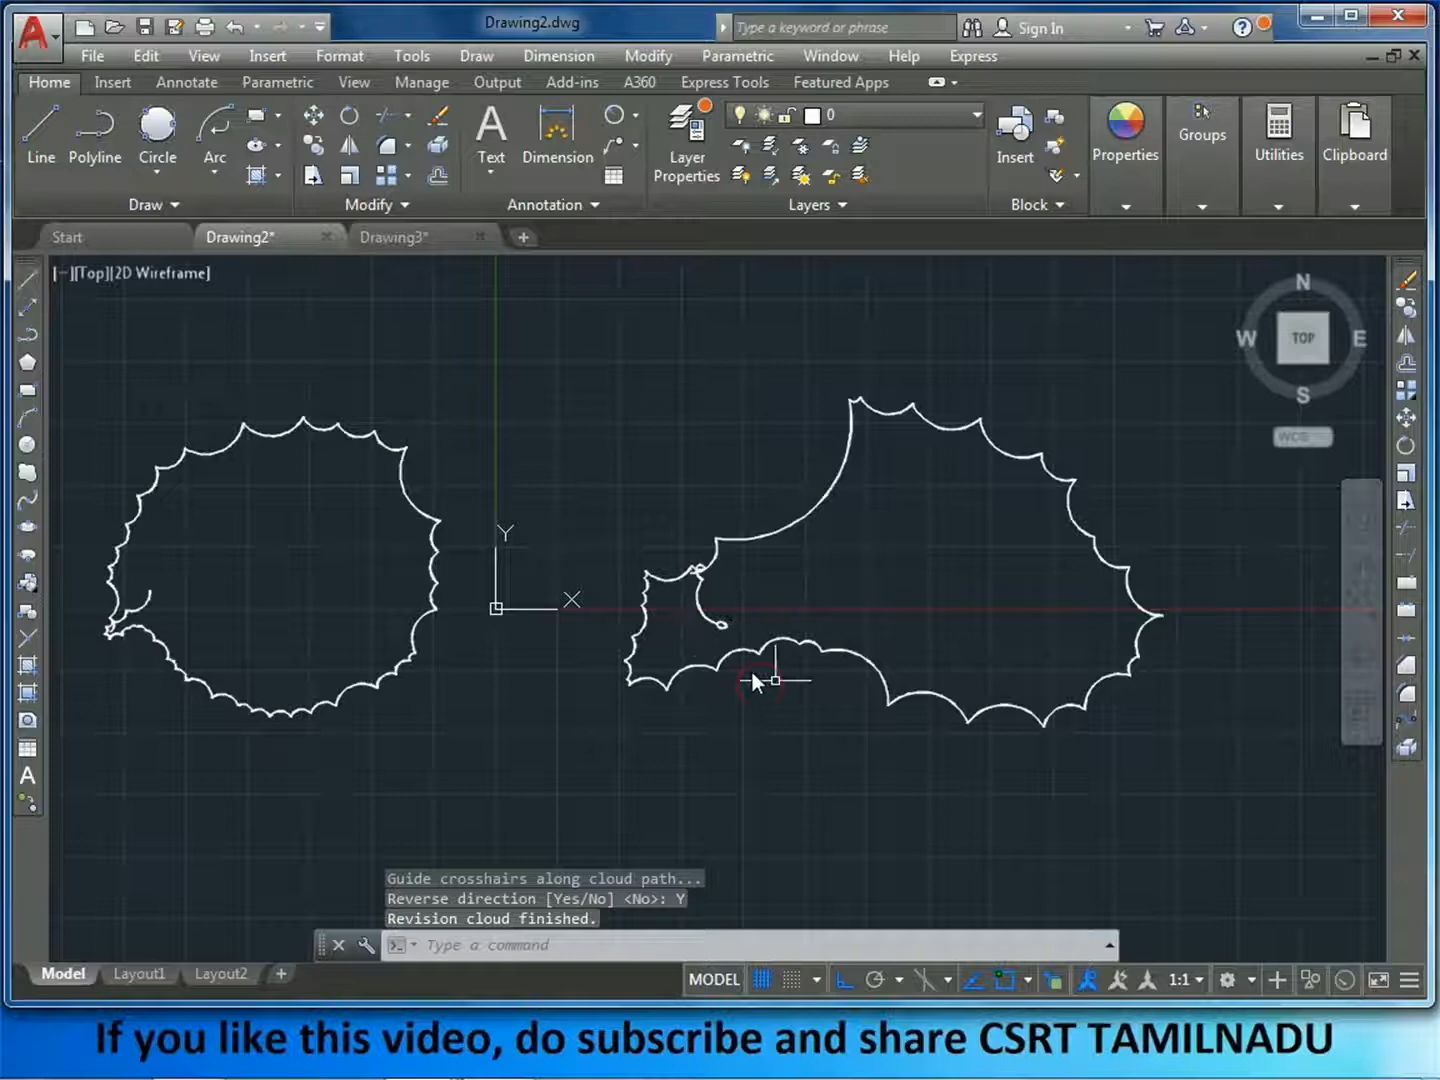 Drawing2.dwg
Type a keyword or phrase
Sign In
File Edit View Insert Format Tools Draw Dimension Modify Parametric Window Help Express
Home Insert Annotate Parametric View Manage Output Add-ins A360 Express Tools Featured Apps
0
Line Polyline Circle Arc Text Dimension Layer Properties Insert Properties Groups Utilities Clipboard
Draw Modify Annotation Layers Block
Start Drawing2* Drawing3*
[−][Top][2D Wireframe]
N
W TOP E
S
WCS
Y
X
A
Guide crosshairs along cloud path...
Reverse direction [Yes/No] <No>: Y
Revision cloud finished.
Type a command
Model Layout1 Layout2 +
MODEL 1:1
If you like this video, do subscribe and share CSRT TAMILNADU